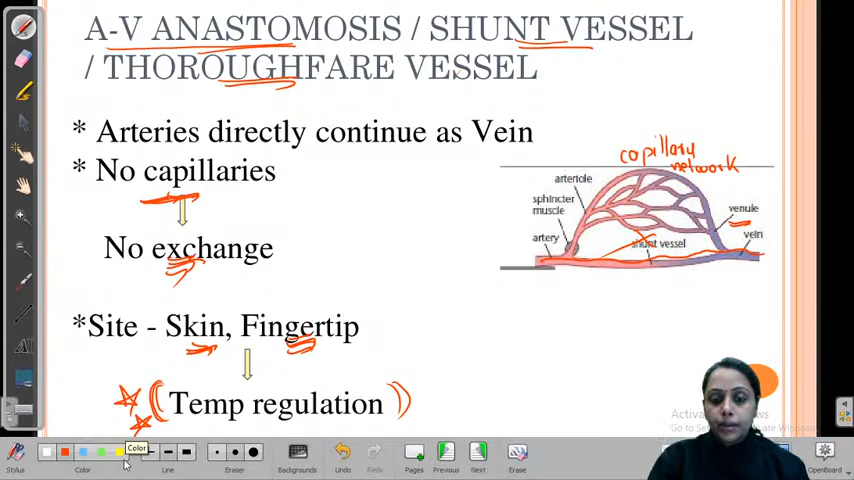 A-V ANASTOMOSIS / SHUNT VESSEL
/ THOROUGHFARE VESSEL
* Arteries directly continue as Vein
* No capillaries
No exchange
*Site - Skin, Fingertip
Temp regulation
capillary
network
arteriole
sphincter
muscle
artery
venule
vein
shunt vessel
Color
Stylus
Color
Line
Eraser
Backgrounds
Undo
Redo
Pages
Previous
Next
Erase
OpenBoard